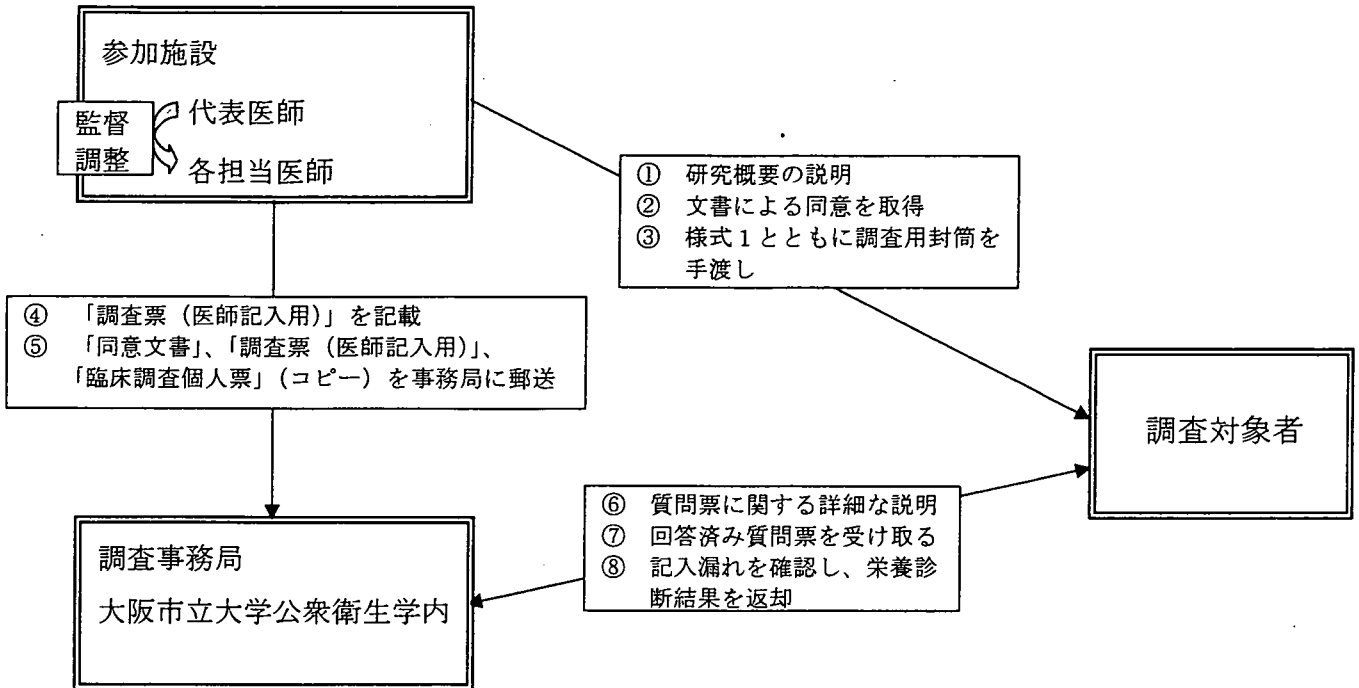 参加施設
監督
調整
代表医師
各担当医師
① 研究概要の説明
② 文書による同意を取得
③ 様式1とともに調査用封筒を
手渡し
④ 「調査票（医師記入用）」を記載
⑤ 「同意文書」、「調査票（医師記入用）」、
「臨床調査個人票」（コピー）を事務局に郵送
調査対象者
⑥ 質問票に関する詳細な説明
⑦ 回答済み質問票を受け取る
⑧ 記入漏れを確認し、栄養診
断結果を返却
調査事務局
大阪市立大学公衆衛生学内